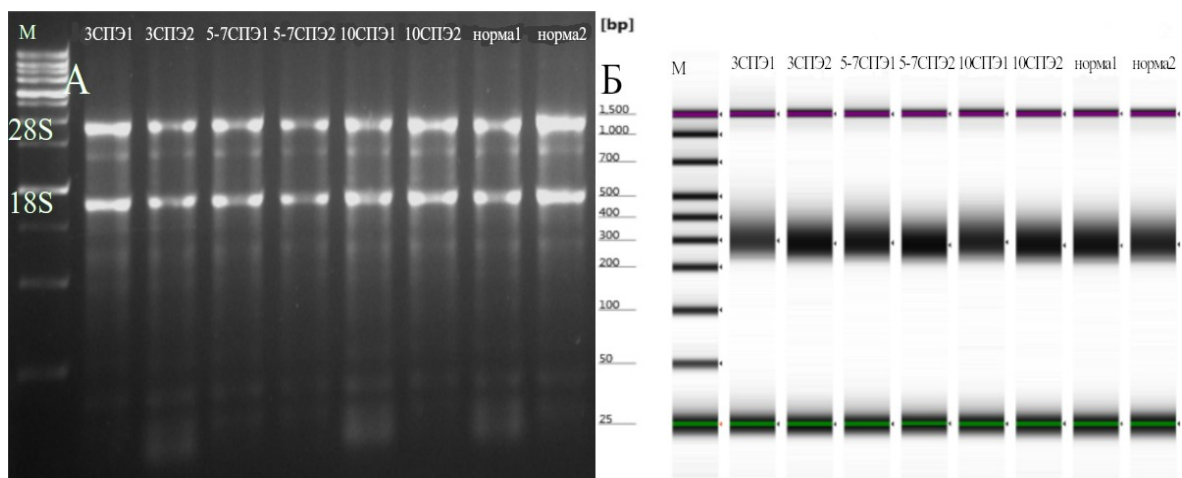 М 3СПЭ1 3СПЭ2 5-7СПЭ1 5-7СПЭ2 10СПЭ1 10СПЭ2 норма1 норма2
А
28S
18S
[bp]
Б
1,500
1,000
700
500
400
300
200
100
50
25
М 3СПЭ1 3СПЭ2 5-7СПЭ1 5-7СПЭ2 10СПЭ1 10СПЭ2 норма1 норма2